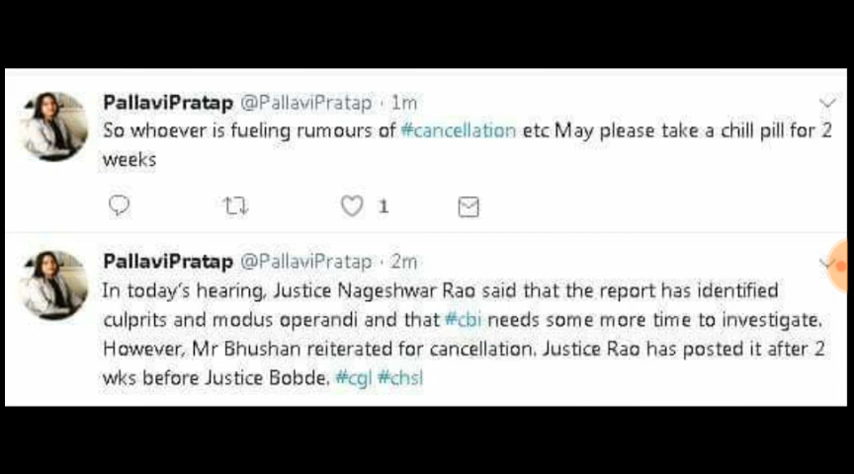 PallaviPratap @PallaviPratap · 1m
So whoever is fueling rumours of #cancellation etc May please take a chill pill for 2
weeks
1
PallaviPratap @PallaviPratap · 2m
In today's hearing, Justice Nageshwar Rao said that the report has identified
culprits and modus operandi and that #cbi needs some more time to investigate.
However, Mr Bhushan reiterated for cancellation. Justice Rao has posted it after 2
wks before Justice Bobde. #cgl #chsl